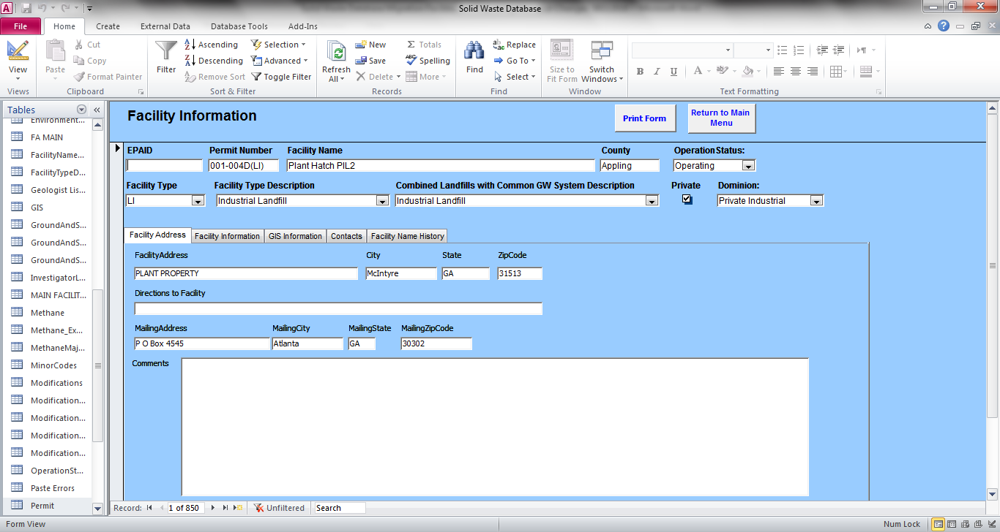 Solid Waste Database
File Home Create External Data Database Tools Add-Ins
View
Views
Paste
Cut
Copy
Format Painter
Clipboard
Filter
Ascending
Descending
Remove Sort
Selection
Advanced
Toggle Filter
Sort & Filter
Refresh
All
New
Save
Delete
Totals
Spelling
More
Records
Find
Replace
Go To
Select
Find
Size to
Fit Form
Switch
Windows
Window
Text Formatting
Tables
Environment...
FA MAIN
FacilityName...
FacilityTypeD...
Geologist Lis...
GIS
GroundAndS...
GroundAndS...
GroundAndS...
InvestigatorL...
MAIN FACILIT...
Methane
Methane_Ex...
MethaneMaj...
MinorCodes
Modifications
Modification...
Modification...
Modification...
Modification...
OperationSt...
Paste Errors
Permit
Facility Information
Print Form
Return to Main
Menu
EPAID Permit Number Facility Name County OperationStatus:
001-004D(LI) Plant Hatch PIL2 Appling Operating
Facility Type Facility Type Description Combined Landfills with Common GW System Description Private Dominion:
LI Industrial Landfill Industrial Landfill Private Industrial
Facility Address Facility Information GIS Information Contacts Facility Name History
FacilityAddress City State ZipCode
PLANT PROPERTY McIntyre GA 31513
Directions to Facility
MailingAddress MailingCity MailingState MailingZipCode
P O Box 4545 Atlanta GA 30302
Comments
Record: 1 of 850 Unfiltered Search
Form View Num Lock